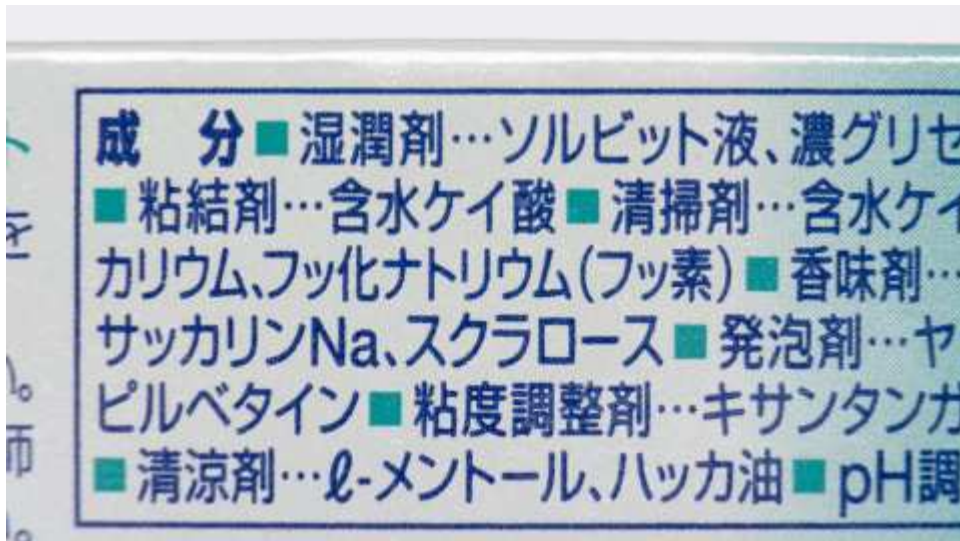 成 分■湿潤剤…ソルビット液、濃グリセ
■粘結剤…含水ケイ酸■清掃剤…含水ケイ
カリウム、フッ化ナトリウム(フッ素)■香味剤…
サッカリンNa、スクラロース■発泡剤…ヤ
ピルベタイン■粘度調整剤…キサンタンガ
■清涼剤…ℓ-メントール、ハッカ油■pH調